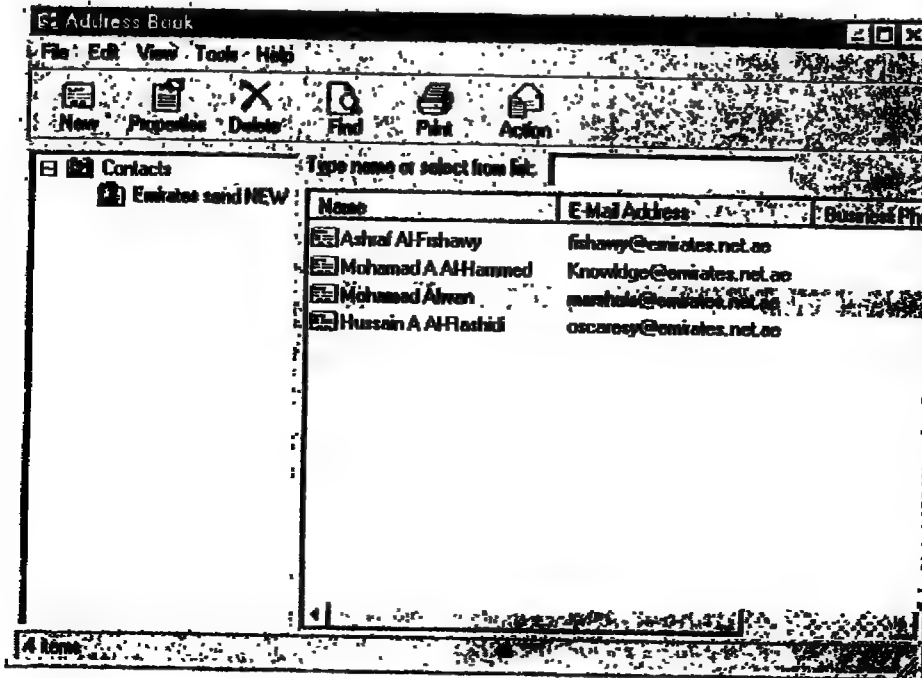 Address Book
File Edit View Tools Help
New Properties Delete Find Print Action
Contacts
Emirates send NEW
Type name or select from list:
Name E-Mail Address Business Ph
Ashraf Al-Fishawy fishawy@emirates.net.ae
Mohamad A Al-Hammed Knowldge@emirates.net.ae
Mohamad Alwan
Hussain A Al-Rashidi oscaresy@emirates.net.ae
4 items